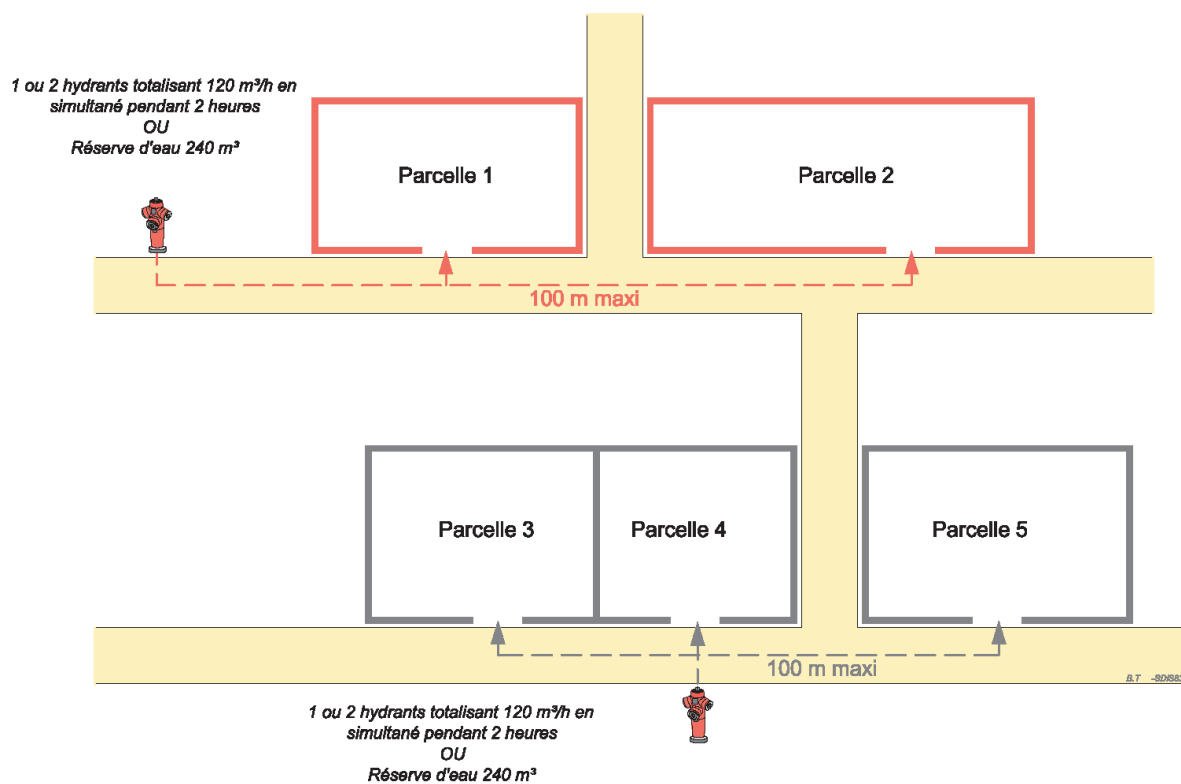 1 ou 2 hydrants totalisant 120 m³/h en
simultané pendant 2 heures
OU
Réserve d'eau 240 m³
Parcelle 1
Parcelle 2
100 m maxi
Parcelle 3
Parcelle 4
Parcelle 5
100 m maxi
B.T
1 ou 2 hydrants totalisant 120 m³/h en
simultané pendant 2 heures
OU
Réserve d'eau 240 m³